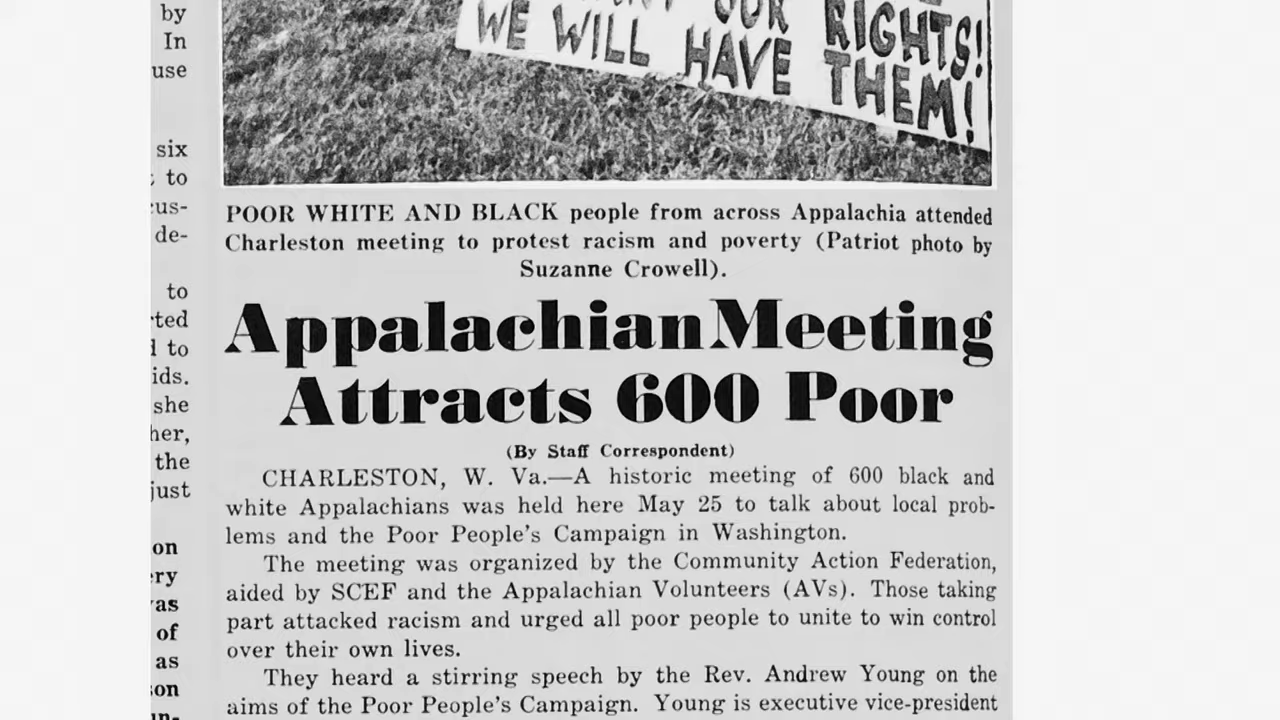 by
In
use
six
to
cus-
de-
to
ted
to
ids.
she
her,
the
just
on
ry
as
of
as
on
OUR RIGHTS!
WE WILL HAVE THEM!
POOR WHITE AND BLACK people from across Appalachia attended
Charleston meeting to protest racism and poverty (Patriot photo by
Suzanne Crowell).
Appalachian Meeting
Attracts 600 Poor
(By Staff Correspondent)
CHARLESTON, W. Va.—A historic meeting of 600 black and
white Appalachians was held here May 25 to talk about local prob-
lems and the Poor People's Campaign in Washington.
The meeting was organized by the Community Action Federation,
aided by SCEF and the Appalachian Volunteers (AVs). Those taking
part attacked racism and urged all poor people to unite to win control
over their own lives.
They heard a stirring speech by the Rev. Andrew Young on the
aims of the Poor People's Campaign. Young is executive vice-president